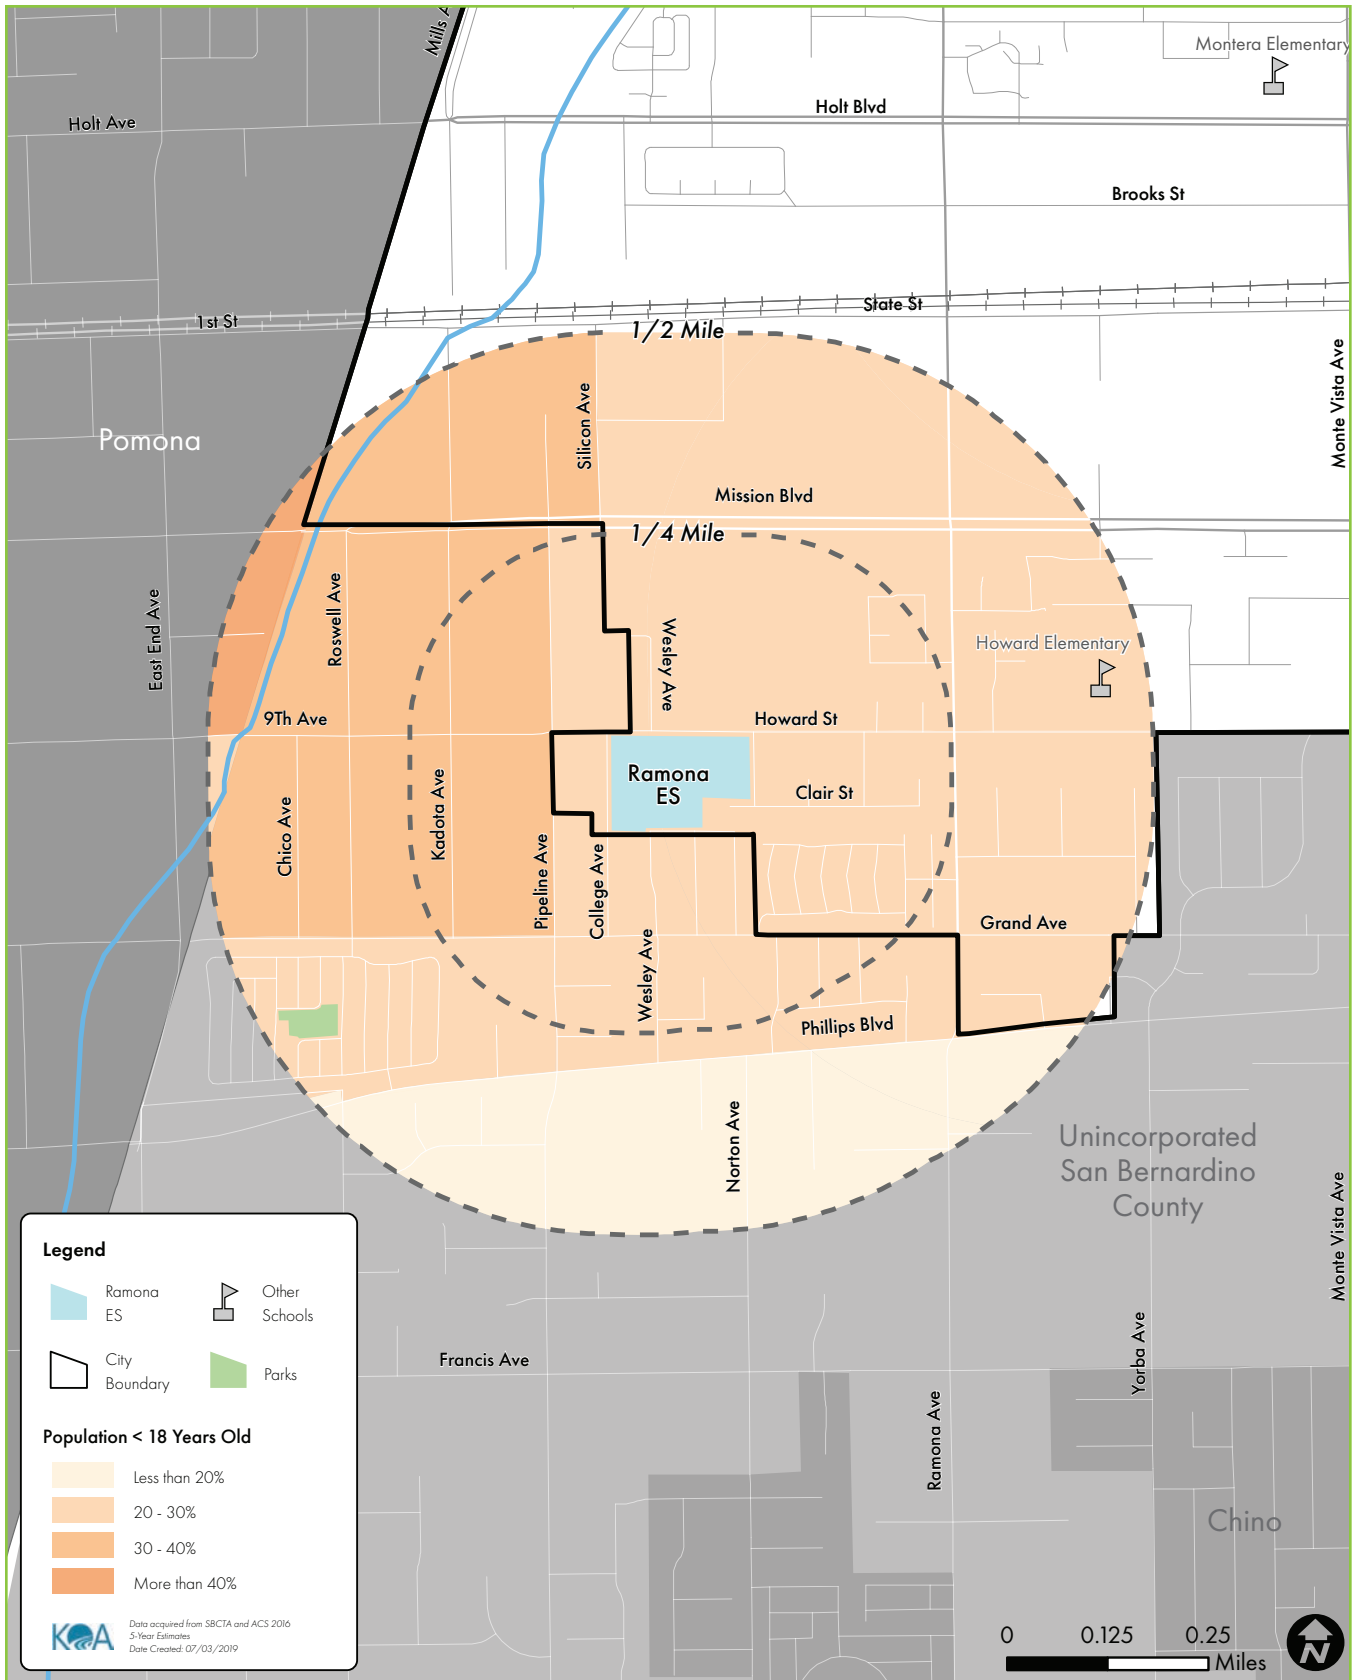 Mills A
Montera Elementary
Holt Blvd
Holt Ave
Brooks St
State St
1st St
1/2 Mile
Monte Vista Ave
Silicon Ave
Pomona
Mission Blvd
1/4 Mile
Roswell Ave
East End Ave
Wesley Ave
Howard Elementary
9Th Ave
Howard St
Ramona
ES
Clair St
Kadota Ave
Chico Ave
Pipeline Ave
College Ave
Grand Ave
Wesley Ave
Phillips Blvd
Norton Ave
Unincorporated
San Bernardino
County
Monte Vista Ave
Francis Ave
Yorba Ave
Ramona Ave
Chino
Legend
Ramona
ES
Other
Schools
City
Boundary
Parks
Population < 18 Years Old
Less than 20%
20 - 30%
30 - 40%
More than 40%
KOA
Data acquired from SBCTA and ACS 2016
5-Year Estimates
Date Created: 07/03/2019
0 0.125 0.25
Miles
N